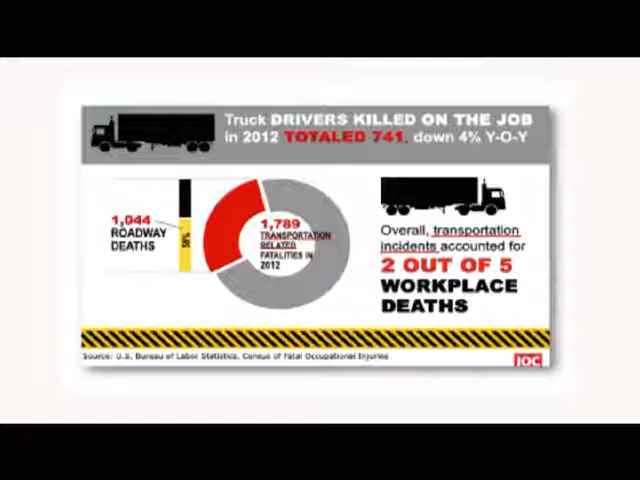 Truck DRIVERS KILLED ON THE JOB
in 2012 TOTALED 741, down 4% Y-O-Y
1,044
ROADWAY
DEATHS
58%
1,789
TRANSPORTATION
RELATED
FATALITIES IN
2012
Overall, transportation
incidents accounted for
2 OUT OF 5
WORKPLACE
DEATHS
Source: U.S. Bureau of Labor Statistics, Census of Fatal Occupational Injuries
JOC